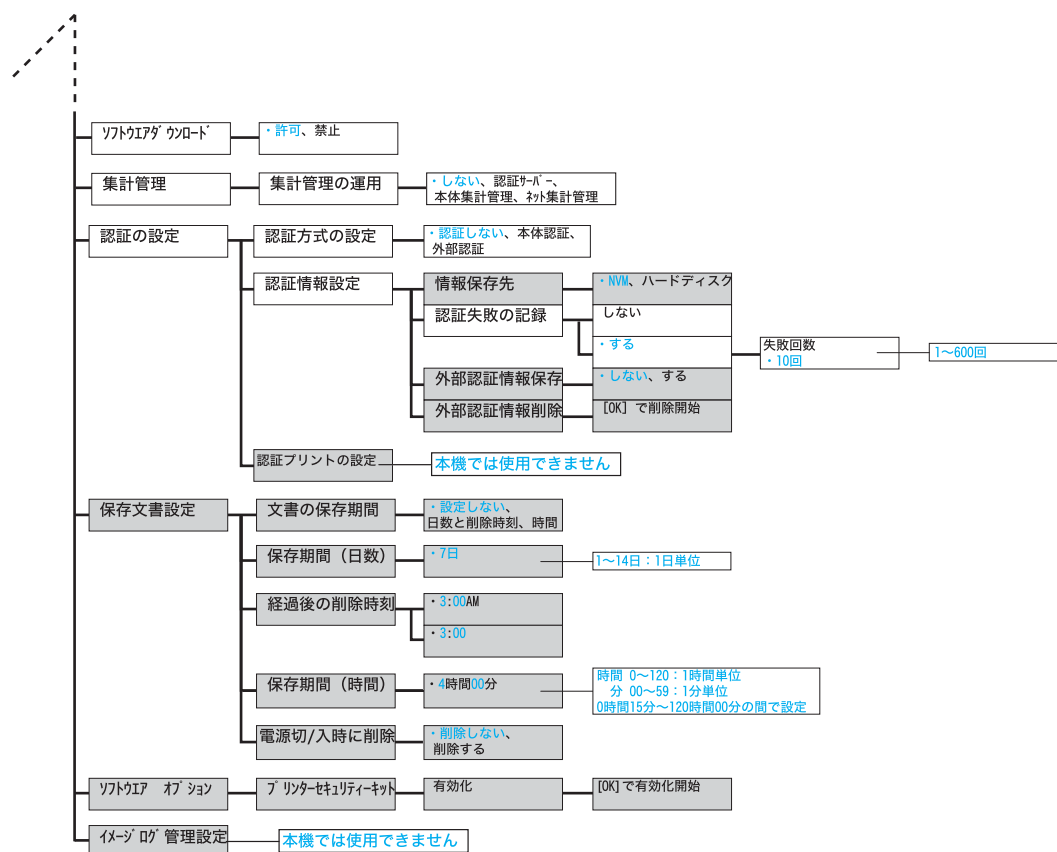 ソフトウエアダウンロード
・許可、禁止
集計管理
集計管理の運用
・しない、認証サーバー、
本体集計管理、ネット集計管理
認証の設定
認証方式の設定
・認証しない、本体認証、
外部認証
認証情報設定
情報保存先
・NVM、ハードディスク
認証失敗の記録
しない
・する
失敗回数
・10回
1～600回
外部認証情報保存
・しない、する
外部認証情報削除
[OK] で削除開始
認証プリントの設定
本機では使用できません
保存文書設定
文書の保存期間
・設定しない、
日数と削除時刻、時間
保存期間（日数）
・7日
1～14日：1日単位
経過後の削除時刻
・3:00AM
・3:00
保存期間（時間）
・4時間00分
時間 0～120：1時間単位
分 00～59：1分単位
0時間15分～120時間00分の間で設定
電源切/入時に削除
・削除しない、
削除する
ソフトウエア　オプション
プリンターセキュリティーキット
有効化
[OK]で有効化開始
イメージログ管理設定
本機では使用できません